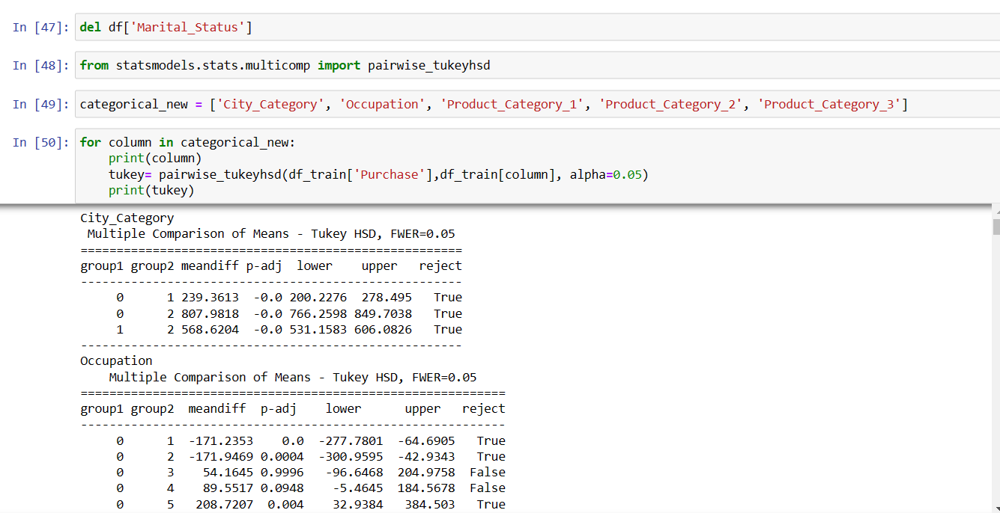 In [47]: del df['Marital_Status']
In [48]: from statsmodels.stats.multicomp import pairwise_tukeyhsd
In [49]: categorical_new = ['City_Category', 'Occupation', 'Product_Category_1', 'Product_Category_2', 'Product_Category_3']
In [50]: for column in categorical_new:
    print(column)
    tukey= pairwise_tukeyhsd(df_train['Purchase'],df_train[column], alpha=0.05)
    print(tukey)
City_Category
 Multiple Comparison of Means - Tukey HSD, FWER=0.05
=====================================================
group1 group2 meandiff p-adj  lower    upper   reject
-----------------------------------------------------
     0      1 239.3613  -0.0 200.2276  278.495   True
     0      2 807.9818  -0.0 766.2598 849.7038   True
     1      2 568.6204  -0.0 531.1583 606.0826   True
-----------------------------------------------------
Occupation
    Multiple Comparison of Means - Tukey HSD, FWER=0.05
===========================================================
group1 group2  meandiff  p-adj    lower      upper   reject
-----------------------------------------------------------
     0      1 -171.2353    0.0 -277.7801  -64.6905   True
     0      2 -171.9469 0.0004 -300.9595  -42.9343   True
     0      3   54.1645 0.9996  -96.6468  204.9758  False
     0      4   89.5517 0.0948   -5.4645  184.5678  False
     0      5  208.7207  0.004   32.9384   384.503   True